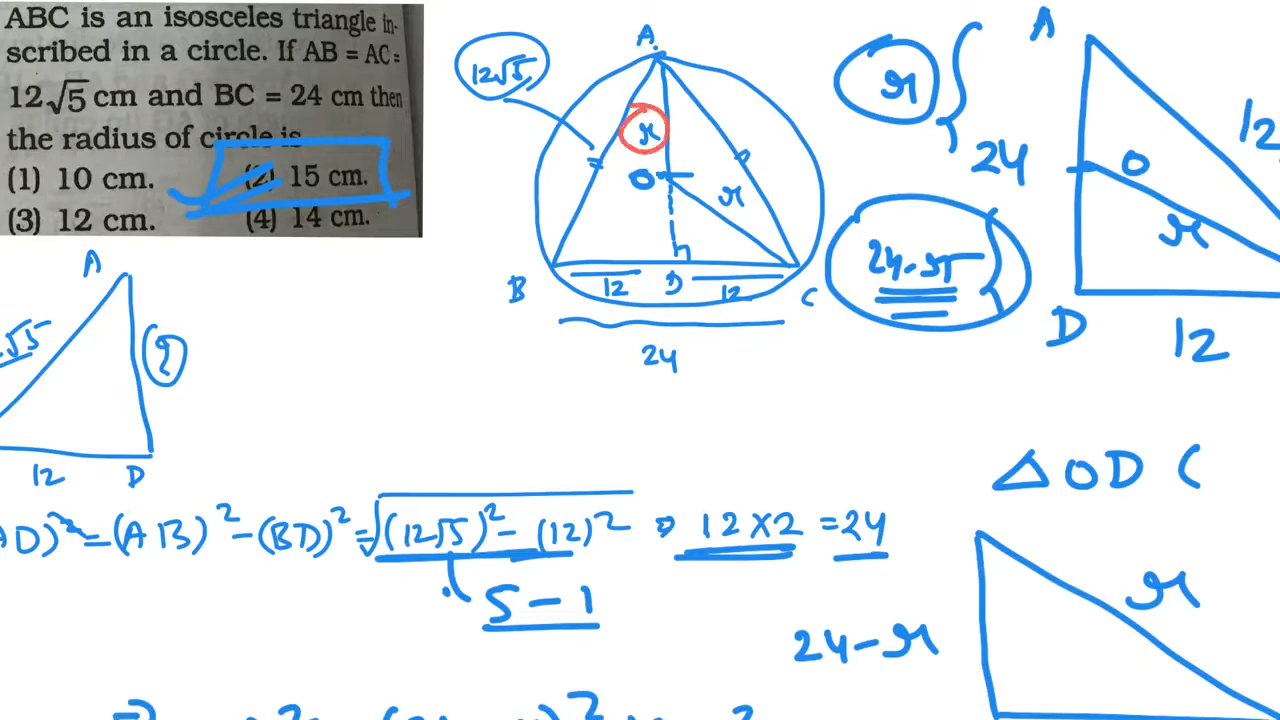 ABC is an isosceles triangle in-
scribed in a circle. If AB = AC =
12√5 cm and BC = 24 cm then
the radius of circle is
(1) 10 cm.
(2) 15 cm.
(3) 12 cm.
(4) 14 cm.
A
12√5
r
O
r
B
12
D
12
C
24
A
r
24
12
O
r
24-r
D
12
A
√5
?
12
D
AD)² = (AB)² - (BD)² = √(12√5)² - (12)² ⇒ 12×2 = 24
5 - 1
△ODC
r
24-r